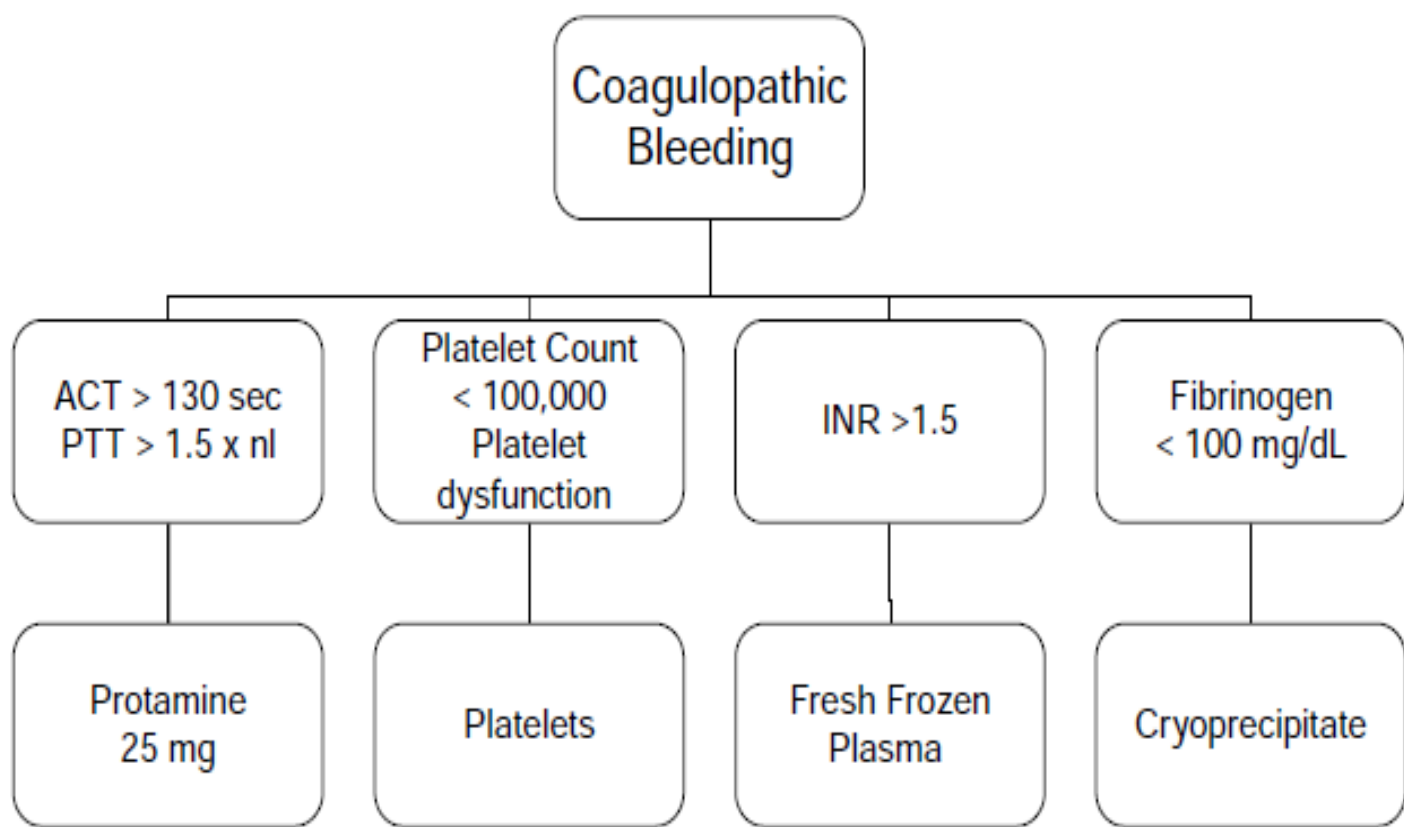 Coagulopathic
Bleeding
ACT > 130 sec
PTT > 1.5 x nl
Platelet Count
< 100,000
Platelet
dysfunction
INR >1.5
Fibrinogen
< 100 mg/dL
Protamine
25 mg
Platelets
Fresh Frozen
Plasma
Cryoprecipitate